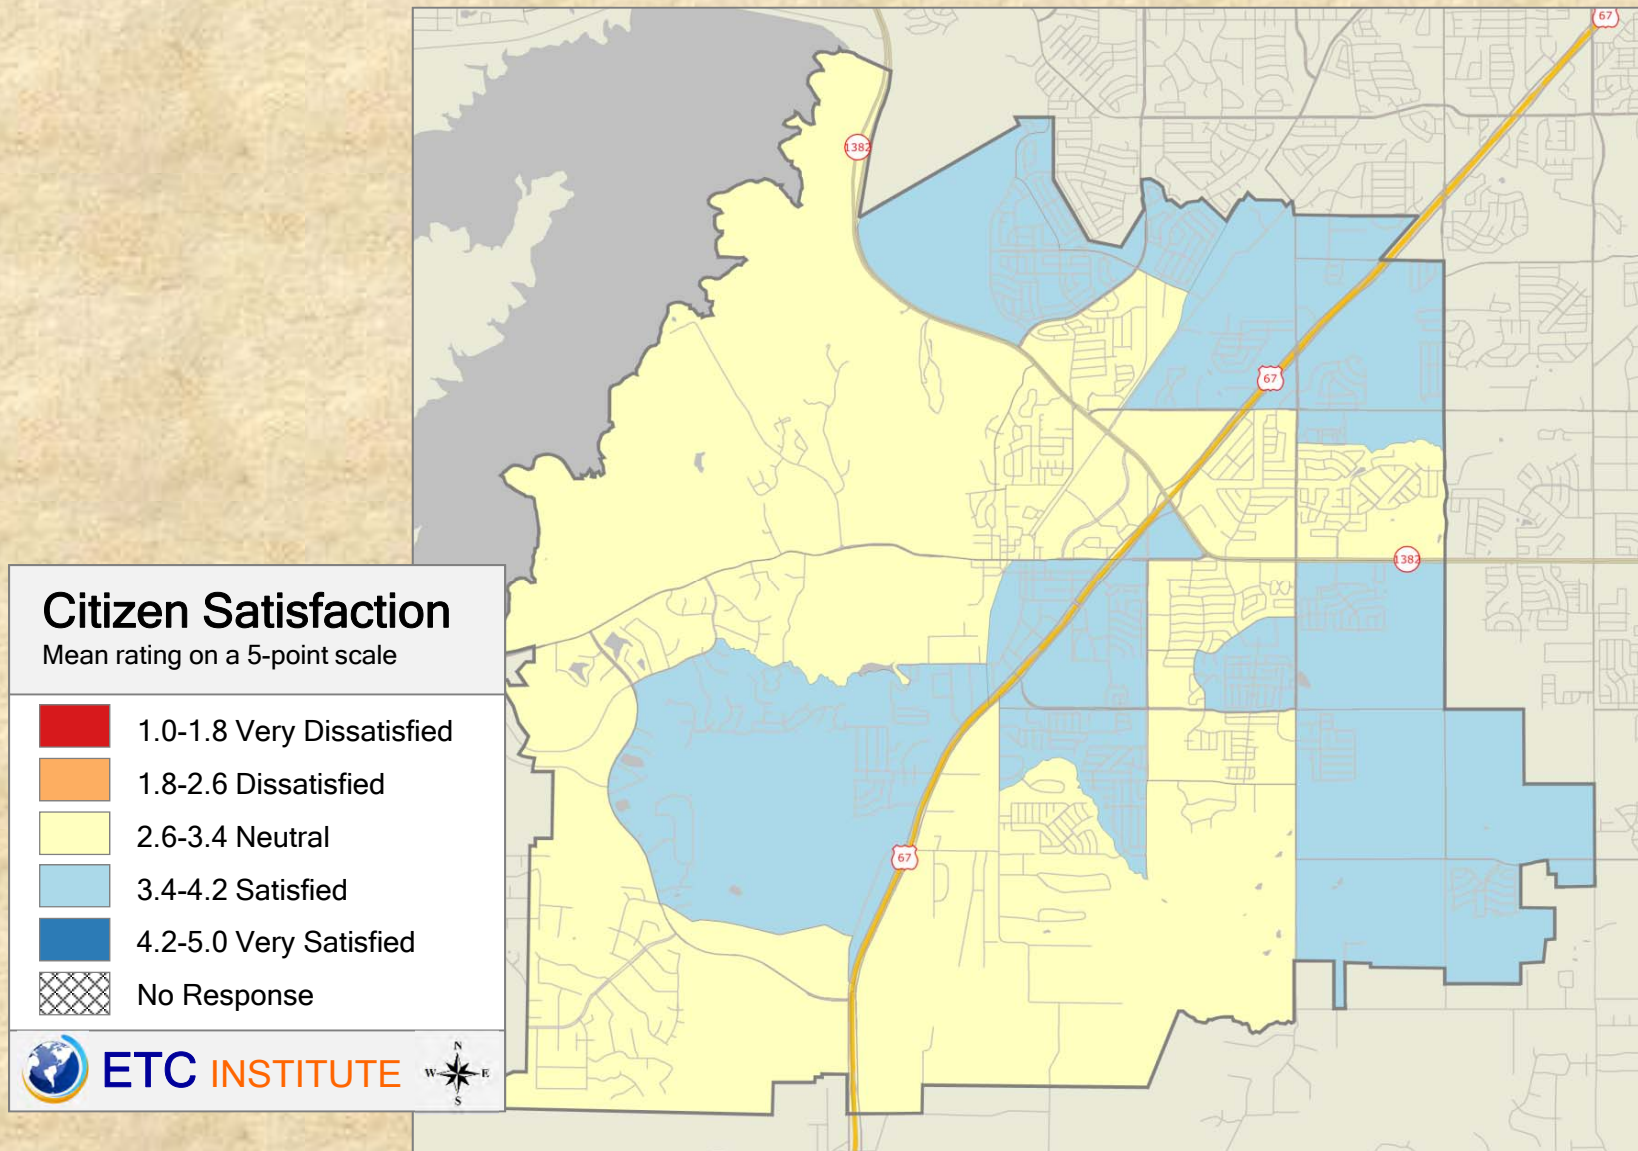 67
1382
67
1382
67
Citizen Satisfaction
Mean rating on a 5-point scale
1.0-1.8 Very Dissatisfied
1.8-2.6 Dissatisfied
2.6-3.4 Neutral
3.4-4.2 Satisfied
4.2-5.0 Very Satisfied
No Response
ETC INSTITUTE
N
W E
S